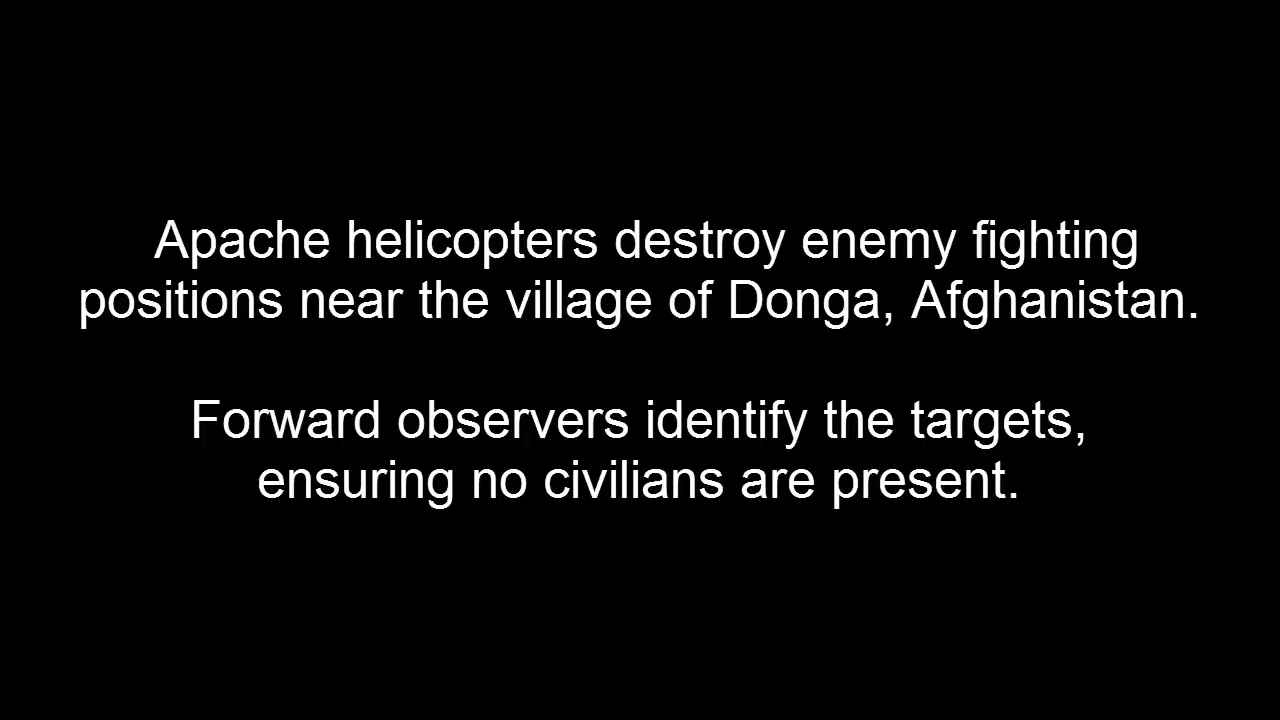 Apache helicopters destroy enemy fighting
positions near the village of Donga, Afghanistan.
Forward observers identify the targets,
ensuring no civilians are present.